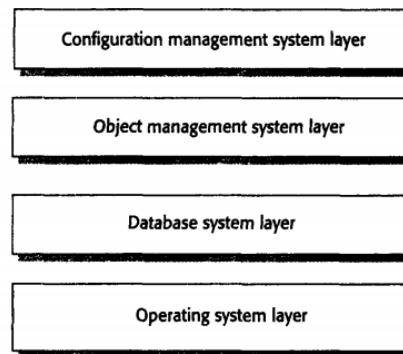 Configuration management system layer
Object management system layer
Database system layer
Operating system layer